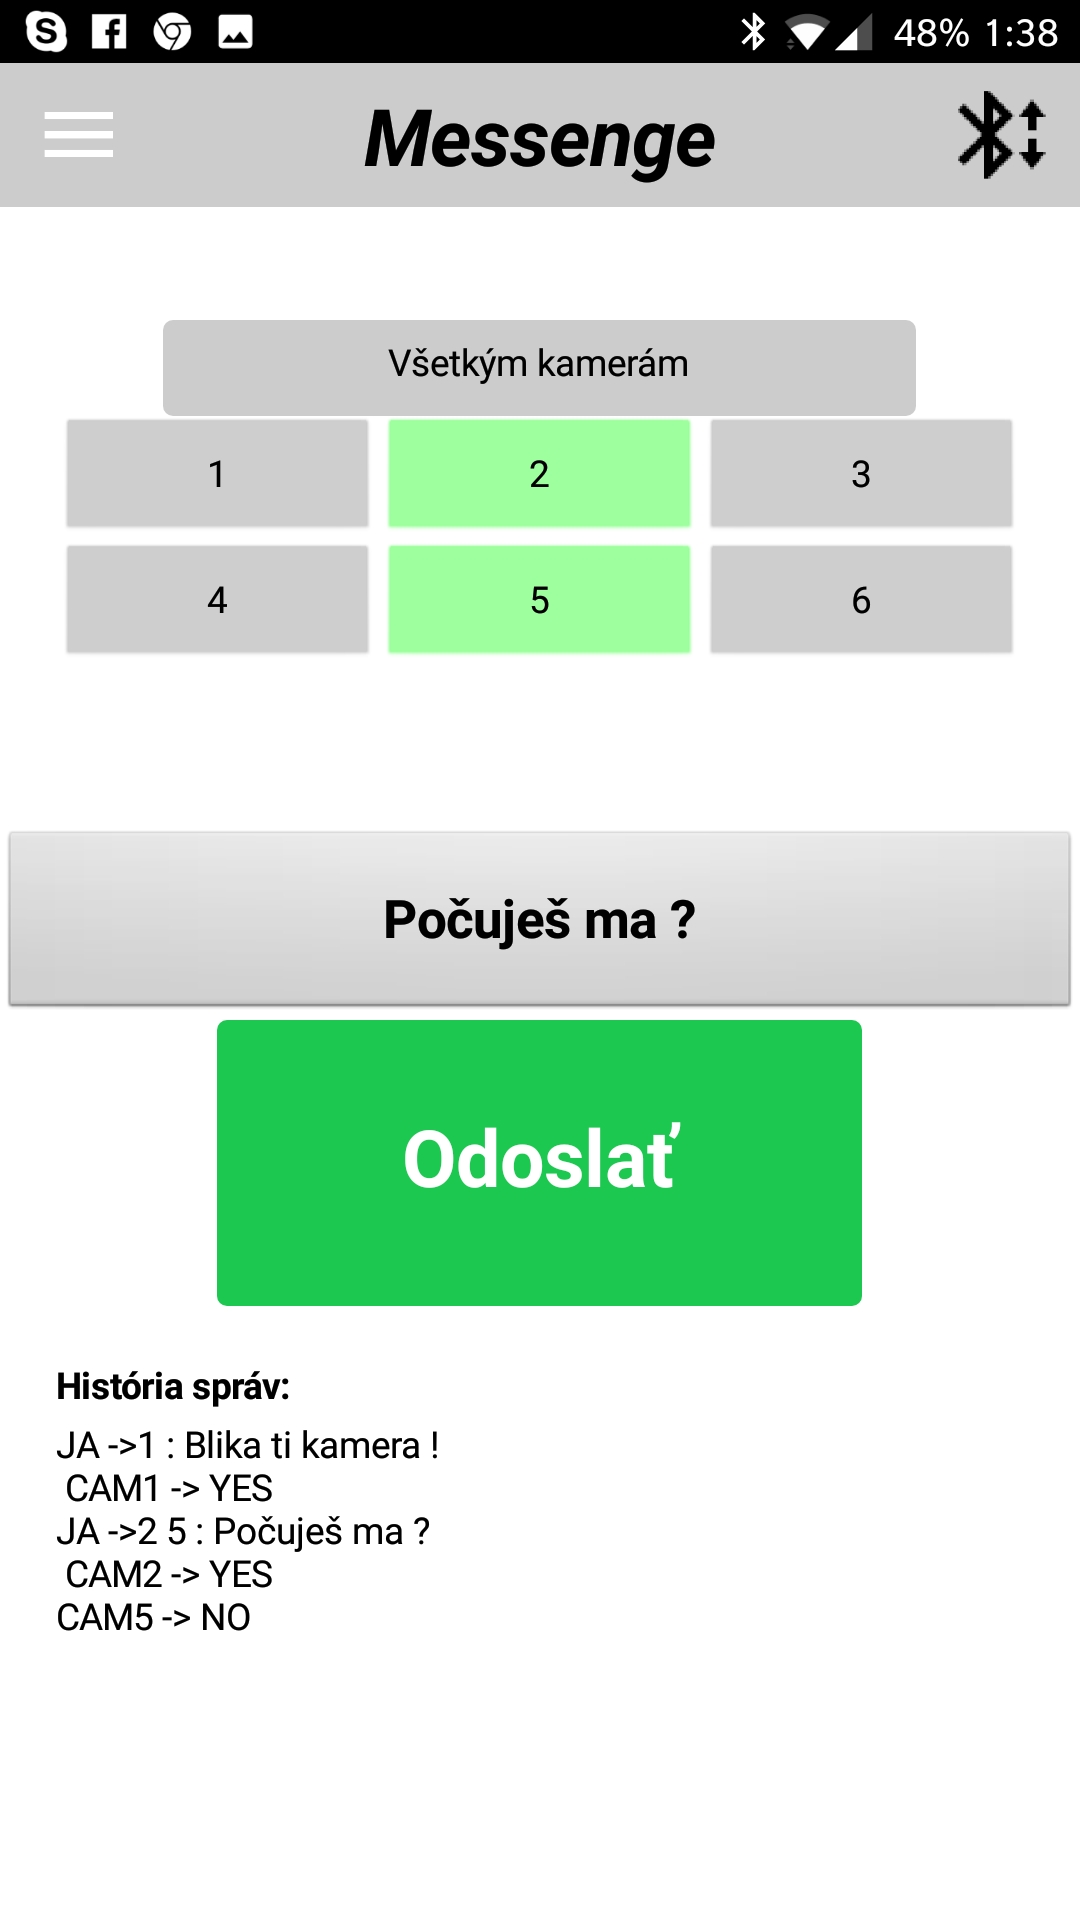 48% 1:38
Messenge
Všetkým kamerám
1 2 3
4 5 6
Počuješ ma ?
Odoslať
História správ:
JA ->1 : Blika ti kamera !
CAM1 -> YES
JA ->2 5 : Počuješ ma ?
CAM2 -> YES
CAM5 -> NO